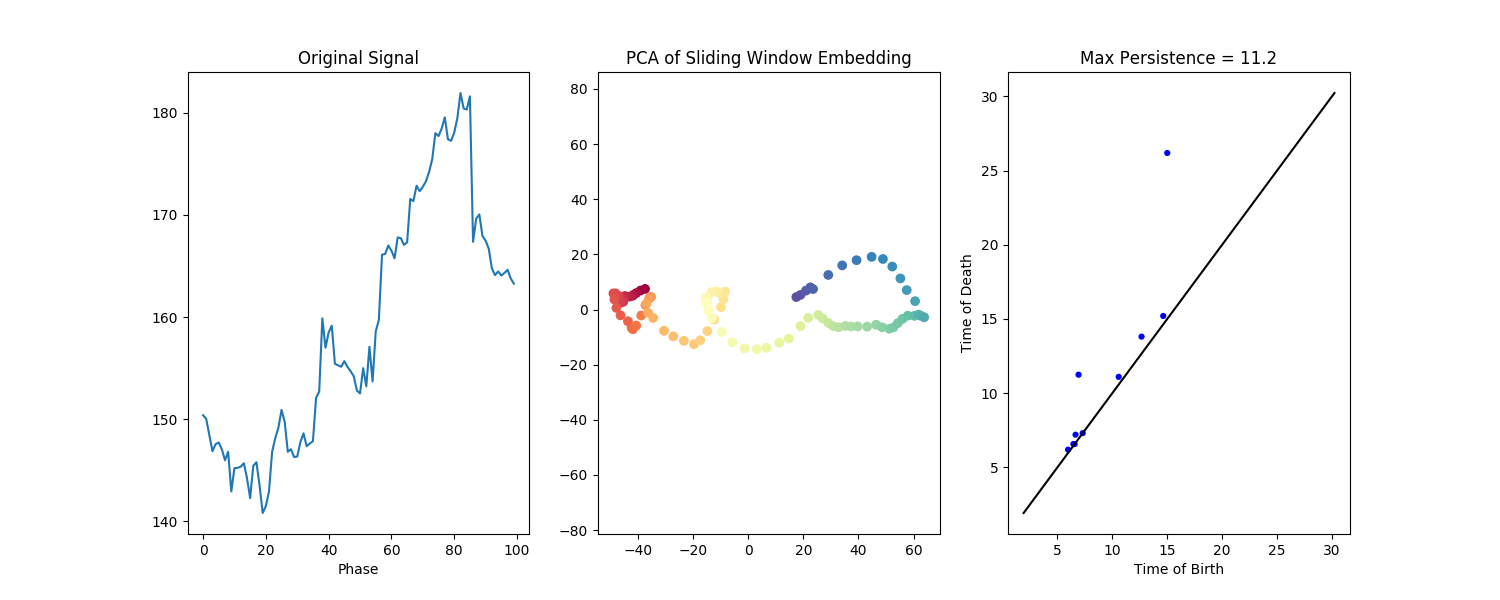 Original Signal
180
170
160
150
140
0 20 40 60 80 100
Phase
PCA of Sliding Window Embedding
80
60
40
20
0
−20
−40
−60
−80
−40 −20 0 20 40 60
Max Persistence = 11.2
Time of Death
30
25
20
15
10
5
5 10 15 20 25 30
Time of Birth